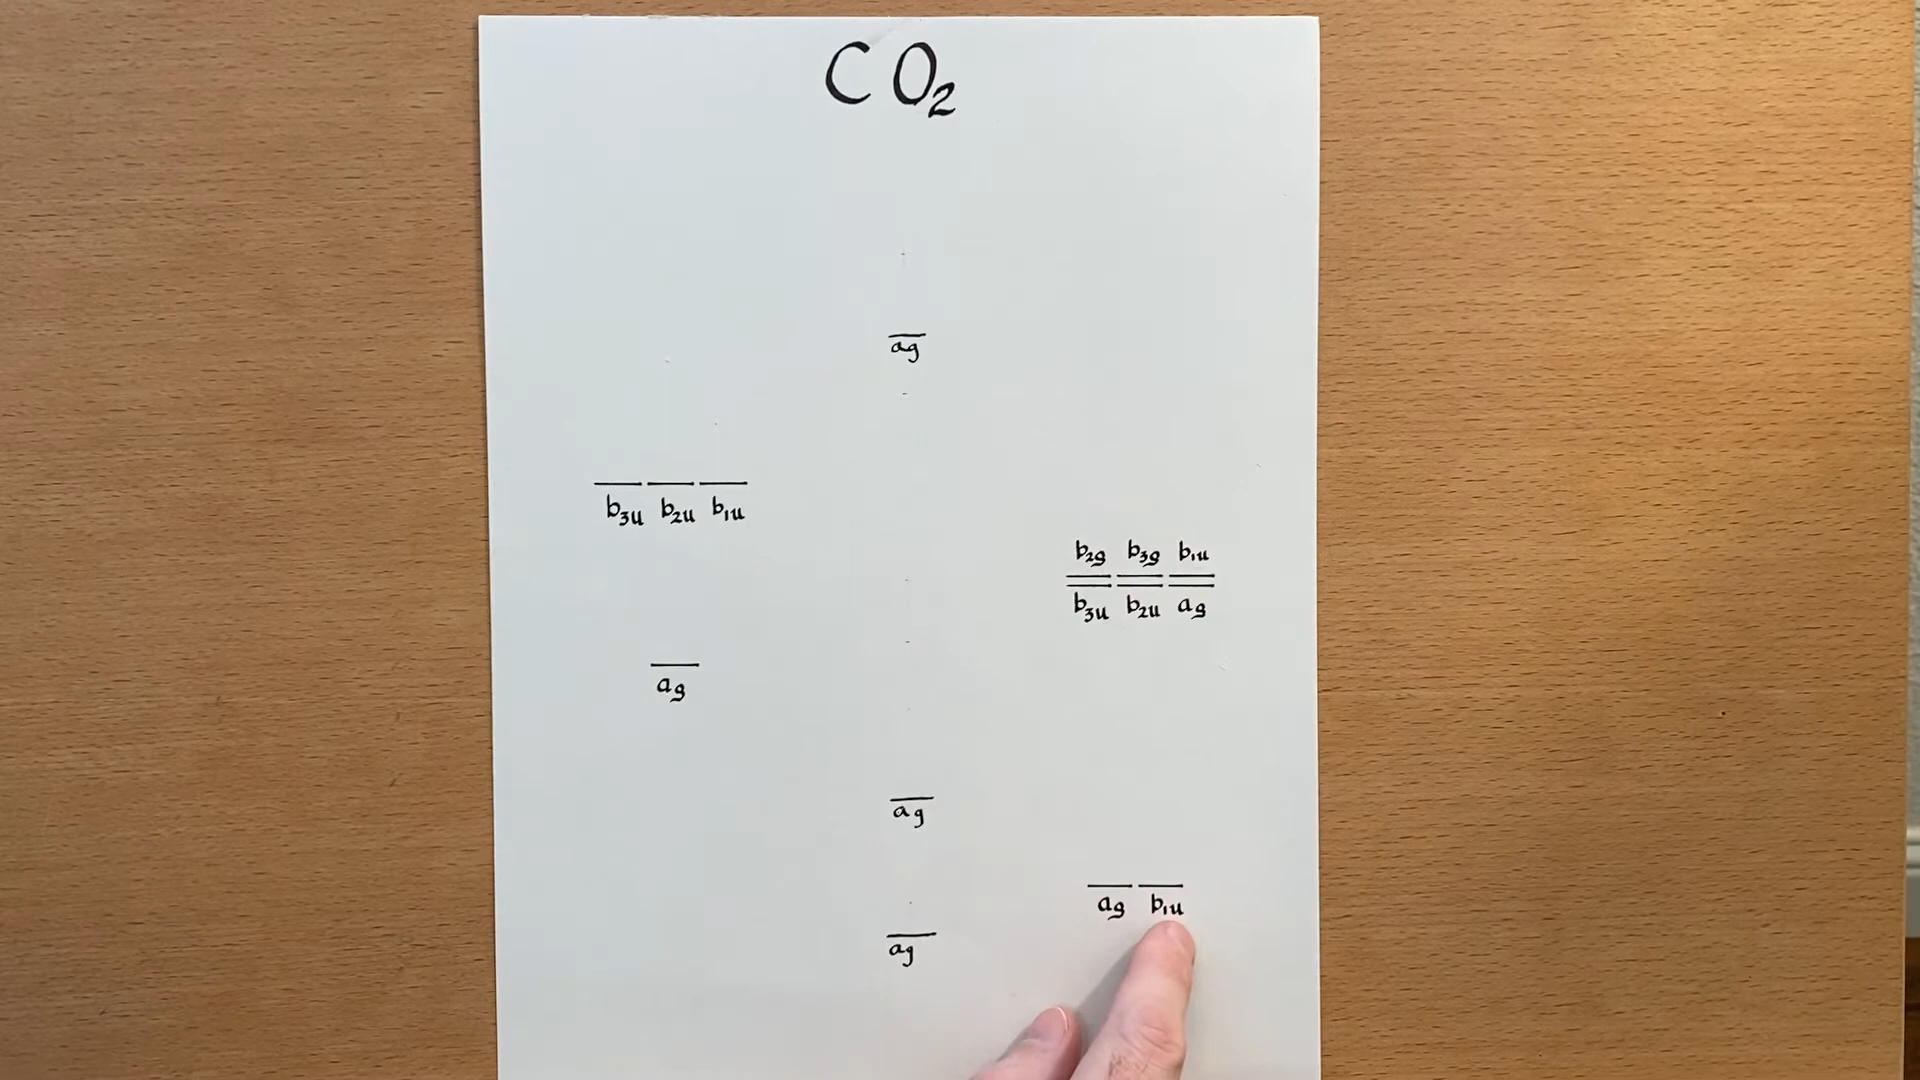 CO₂
ag
b₃u b₂u b₁u
b₂g b₃g b₁u
b₃u b₂u ag
ag
ag
ag b₁u
ag